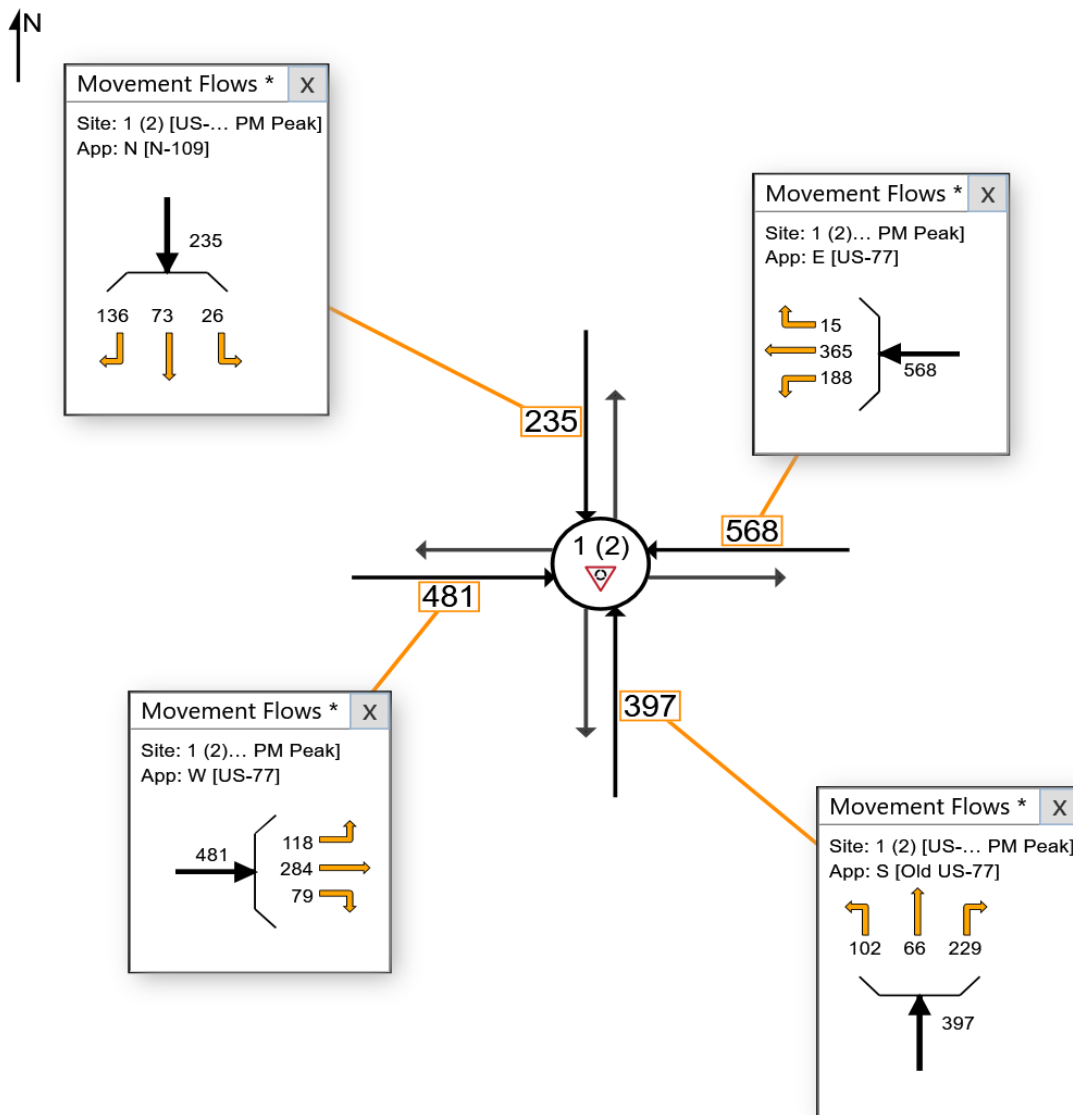 N
Movement Flows * X
Site: 1 (2) [US-... PM Peak]
App: N [N-109]
235
136 73 26
Movement Flows * X
Site: 1 (2)... PM Peak]
App: E [US-77]
15
365
188
568
235
568
1 (2)
481
397
Movement Flows * X
Site: 1 (2)... PM Peak]
App: W [US-77]
481
118
284
79
Movement Flows * X
Site: 1 (2) [US-... PM Peak]
App: S [Old US-77]
102 66 229
397